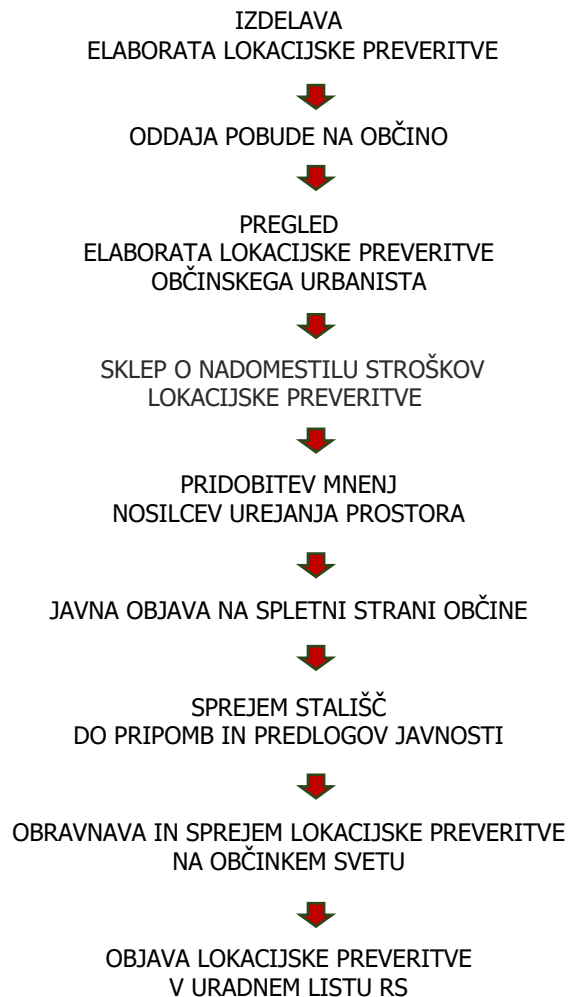 IZDELAVA
ELABORATA LOKACIJSKE PREVERITVE
ODDAJA POBUDE NA OBČINO
PREGLED
ELABORATA LOKACIJSKE PREVERITVE
OBČINSKEGA URBANISTA
SKLEP O NADOMESTILU STROŠKOV
LOKACIJSKE PREVERITVE
PRIDOBITEV MNENJ
NOSILCEV UREJANJA PROSTORA
JAVNA OBJAVA NA SPLETNI STRANI OBČINE
SPREJEM STALIŠČ
DO PRIPOMB IN PREDLOGOV JAVNOSTI
OBRAVNAVA IN SPREJEM LOKACIJSKE PREVERITVE
NA OBČINKEM SVETU
OBJAVA LOKACIJSKE PREVERITVE
V URADNEM LISTU RS